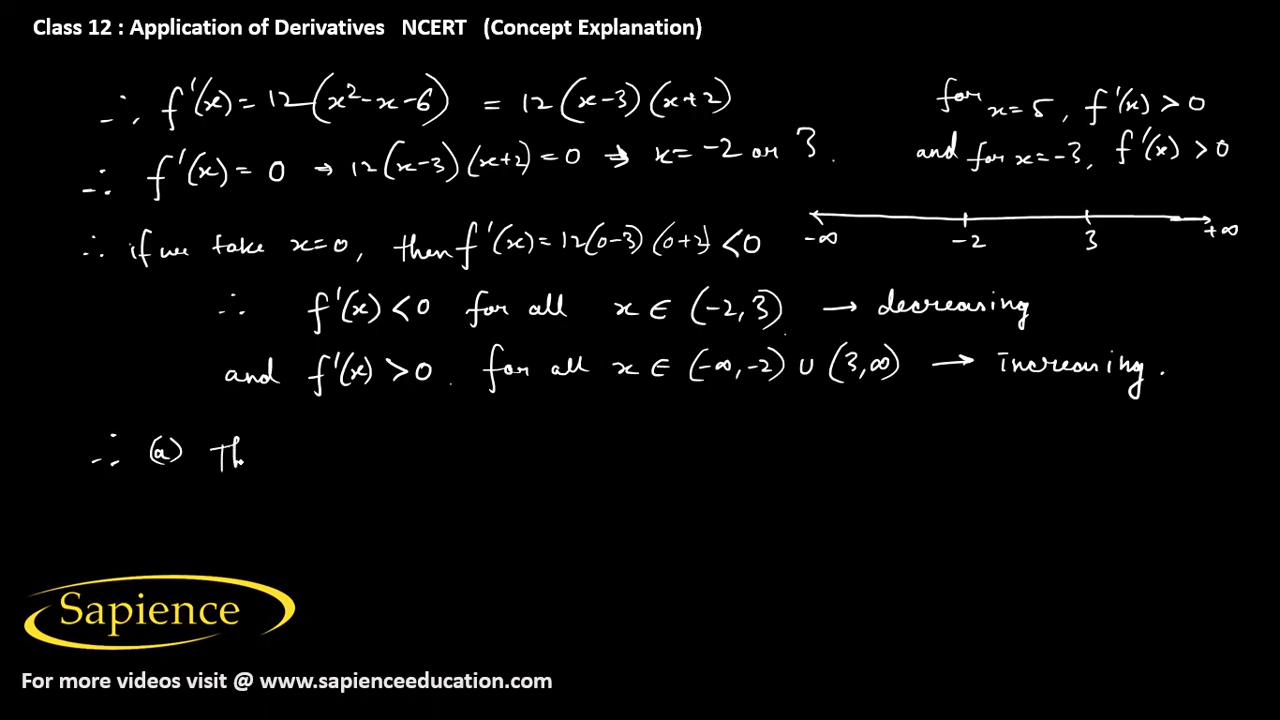 Class 12 : Application of Derivatives NCERT (Concept Explanation)
∴ f'(x) = 12(x²-x-6) = 12(x-3)(x+2)
for x=5, f'(x) > 0
∴ f'(x) = 0 → 12(x-3)(x+2) = 0 → x = -2 or 3.
and for x=-3, f'(x) > 0
-∞ -2 3 +∞
∴ if we take x=0, then f'(x) = 12(0-3)(0+2) < 0
∴ f'(x) < 0 for all x ∈ (-2,3) → decreasing
and f'(x) > 0. for all x ∈ (-∞,-2) ∪ (3,∞) → increasing.
∴ (a) Th
Sapience
For more videos visit @ www.sapienceeducation.com